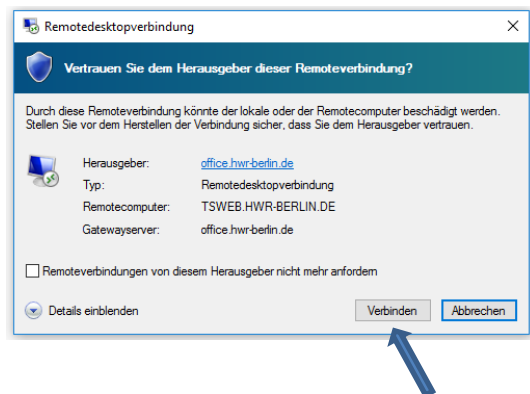 Remotedesktopverbindung
Vertrauen Sie dem Herausgeber dieser Remoteverbindung?
Durch diese Remoteverbindung könnte der lokale oder der Remotecomputer beschädigt werden.
Stellen Sie vor dem Herstellen der Verbindung sicher, dass Sie dem Herausgeber vertrauen.
Herausgeber: office.hwr-berlin.de
Typ: Remotedesktopverbindung
Remotecomputer: TSWEB.HWR-BERLIN.DE
Gatewayserver: office.hwr-berlin.de
Remoteverbindungen von diesem Herausgeber nicht mehr anfordern
Details einblenden Verbinden Abbrechen